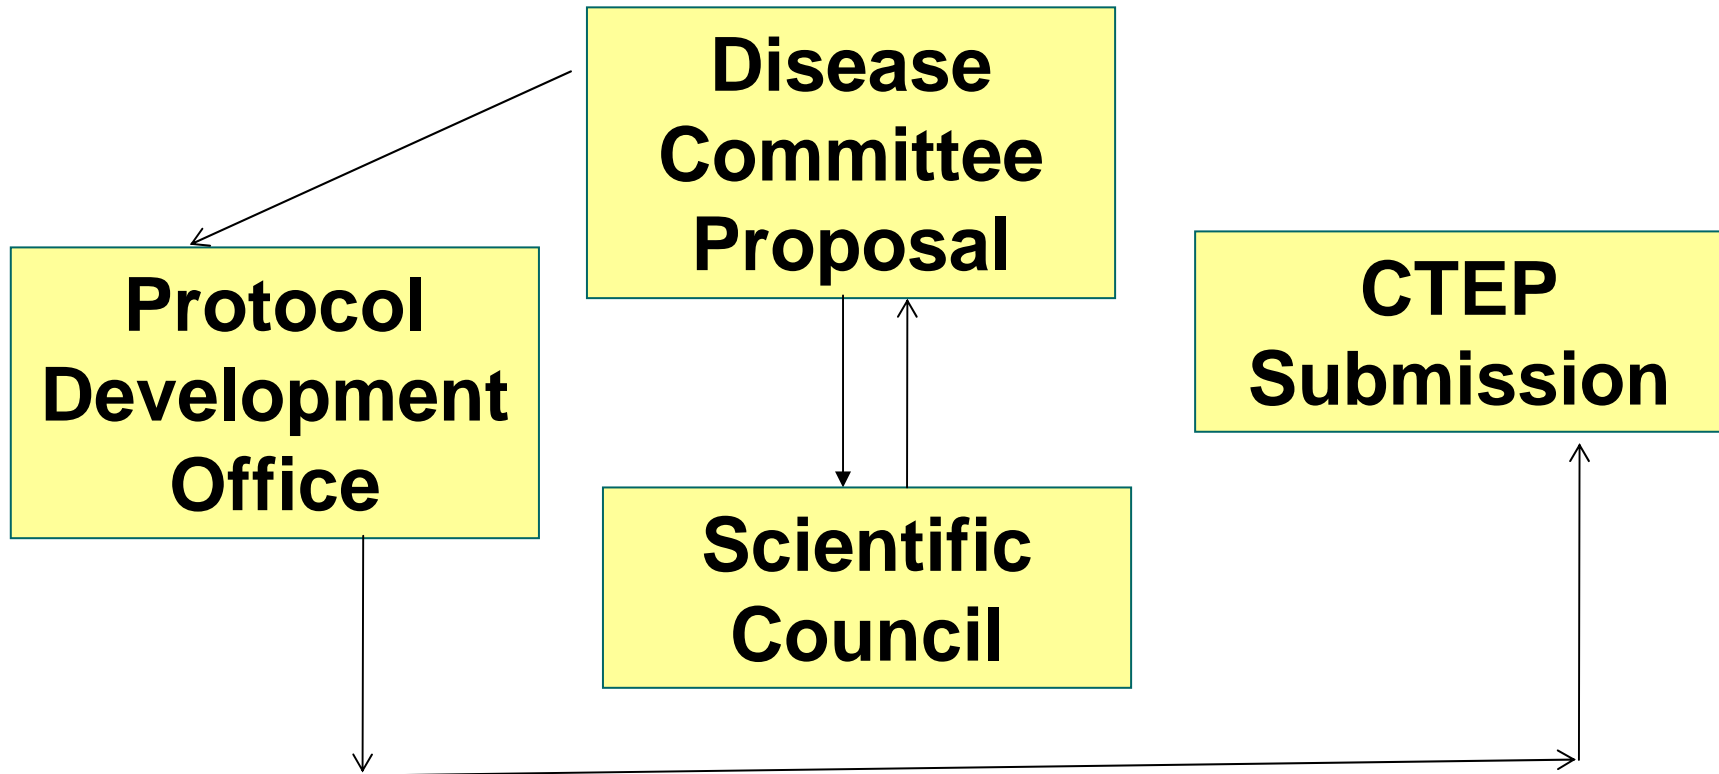 Disease
Committee
Proposal
Protocol
Development
Office
CTEP
Submission
Scientific
Council